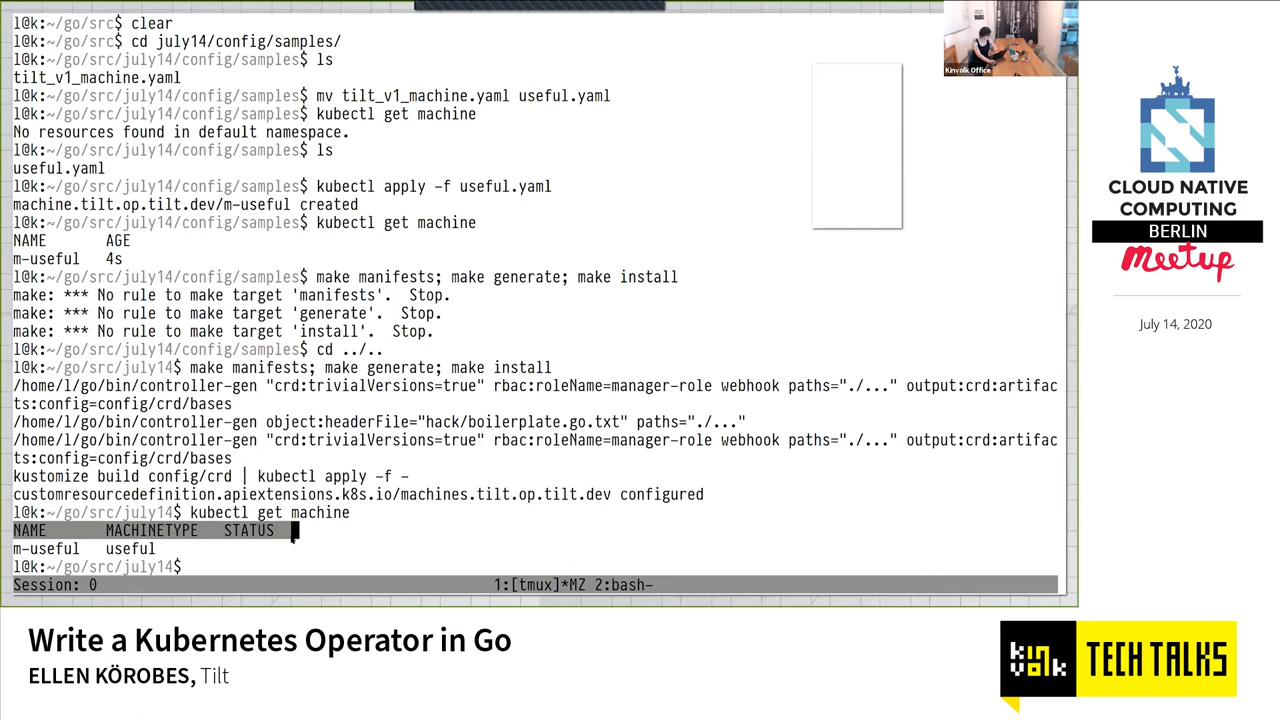 l@k:~/go/src$ clear
l@k:~/go/src$ cd july14/config/samples/
l@k:~/go/src/july14/config/samples$ ls
tilt_v1_machine.yaml
l@k:~/go/src/july14/config/samples$ mv tilt_v1_machine.yaml useful.yaml
l@k:~/go/src/july14/config/samples$ kubectl get machine
No resources found in default namespace.
l@k:~/go/src/july14/config/samples$ ls
useful.yaml
l@k:~/go/src/july14/config/samples$ kubectl apply -f useful.yaml
machine.tilt.op.tilt.dev/m-useful created
l@k:~/go/src/july14/config/samples$ kubectl get machine
NAME AGE
m-useful 4s
l@k:~/go/src/july14/config/samples$ make manifests; make generate; make install
make: *** No rule to make target 'manifests'. Stop.
make: *** No rule to make target 'generate'. Stop.
make: *** No rule to make target 'install'. Stop.
l@k:~/go/src/july14/config/samples$ cd ../..
l@k:~/go/src/july14$ make manifests; make generate; make install
/home/l/go/bin/controller-gen "crd:trivialVersions=true" rbac:roleName=manager-role webhook paths="./..." output:crd:artifac
ts:config=config/crd/bases
/home/l/go/bin/controller-gen object:headerFile="hack/boilerplate.go.txt" paths="./..."
/home/l/go/bin/controller-gen "crd:trivialVersions=true" rbac:roleName=manager-role webhook paths="./..." output:crd:artifac
ts:config=config/crd/bases
kustomize build config/crd | kubectl apply -f -
customresourcedefinition.apiextensions.k8s.io/machines.tilt.op.tilt.dev configured
l@k:~/go/src/july14$ kubectl get machine
NAME MACHINETYPE STATUS
m-useful useful
l@k:~/go/src/july14$
Session: 0 1:[tmux]*MZ 2:bash-
Kinvolk Office
CLOUD NATIVE
COMPUTING
BERLIN
Meetup
July 14, 2020
Write a Kubernetes Operator in Go
ELLEN KÖROBES, Tilt
kinvolk TECH TALKS